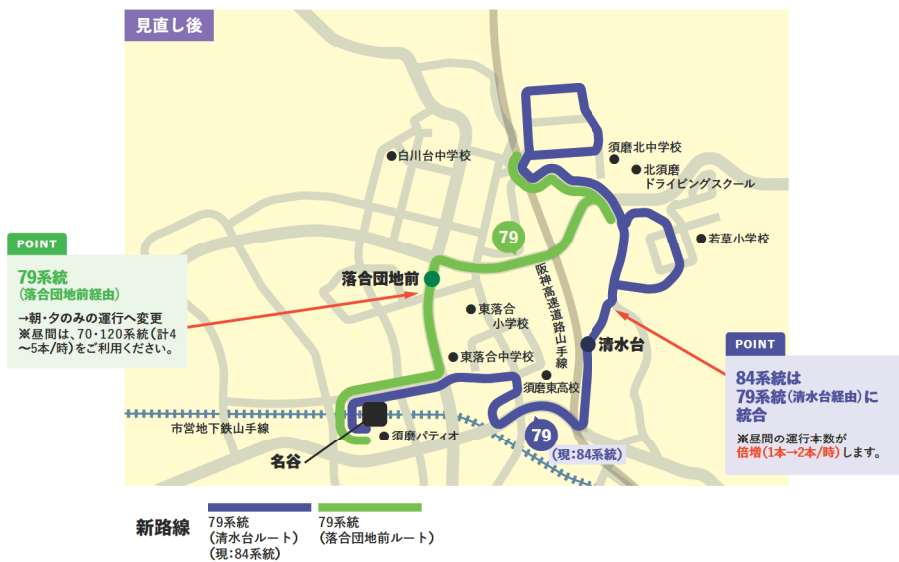 見直し後
白川台中学校
須磨北中学校
北須磨
ドライビングスクール
若草小学校
79
POINT
79系統
(落合団地前経由)
→朝・夕のみの運行へ変更
※昼間は、70・120系統(計4
~5本/時)をご利用ください。
落合団地前
阪神高速道路山手線
東落合
小学校
清水台
東落合中学校
須磨東高校
POINT
84系統は
79系統(清水台経由)に
統合
※昼間の運行本数が
倍増(1本→2本/時)します。
市営地下鉄山手線
須磨パティオ
名谷
79
(現:84系統)
新路線
79系統
(清水台ルート)
(現:84系統)
79系統
(落合団地前ルート)